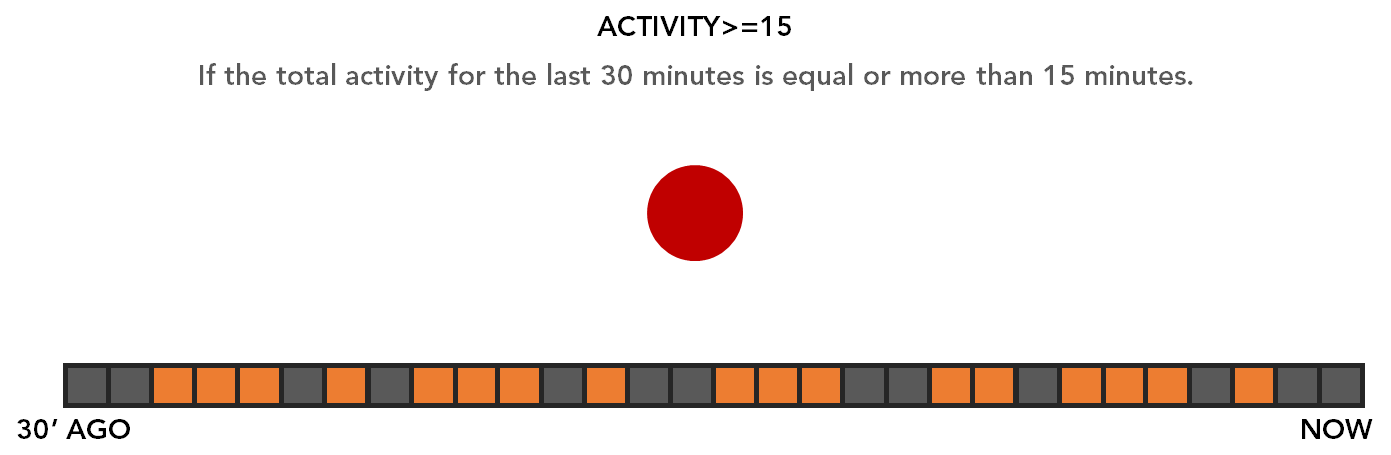 ACTIVITY>=15
If the total activity for the last 30 minutes is equal or more than 15 minutes.
30’ AGO
NOW